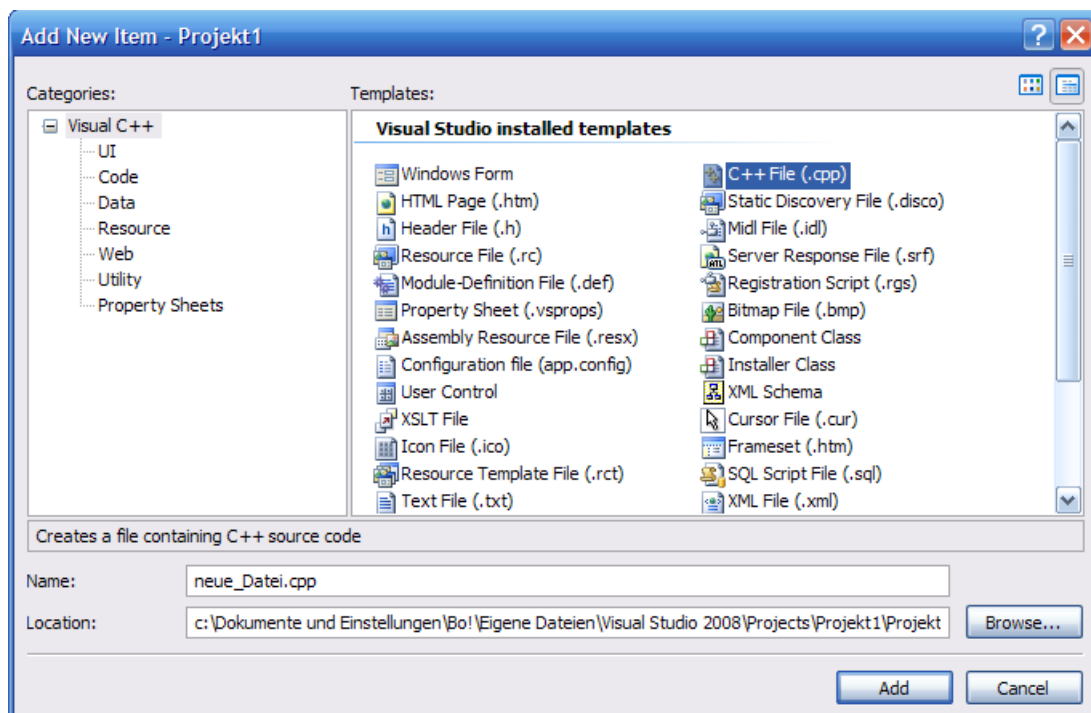 Add New Item - Projekt1
Categories:
Templates:
Visual C++
UI
Code
Data
Resource
Web
Utility
Property Sheets
Visual Studio installed templates
Windows Form
HTML Page (.htm)
Header File (.h)
Resource File (.rc)
Module-Definition File (.def)
Property Sheet (.vsprops)
Assembly Resource File (.resx)
Configuration file (app.config)
User Control
XSLT File
Icon File (.ico)
Resource Template File (.rct)
Text File (.txt)
C++ File (.cpp)
Static Discovery File (.disco)
Midl File (.idl)
Server Response File (.srf)
Registration Script (.rgs)
Bitmap File (.bmp)
Component Class
Installer Class
XML Schema
Cursor File (.cur)
Frameset (.htm)
SQL Script File (.sql)
XML File (.xml)
Creates a file containing C++ source code
Name:
neue_Datei.cpp
Location:
c:\Dokumente und Einstellungen\Bo!\Eigene Dateien\Visual Studio 2008\Projects\Projekt1\Projekt
Browse...
Add
Cancel